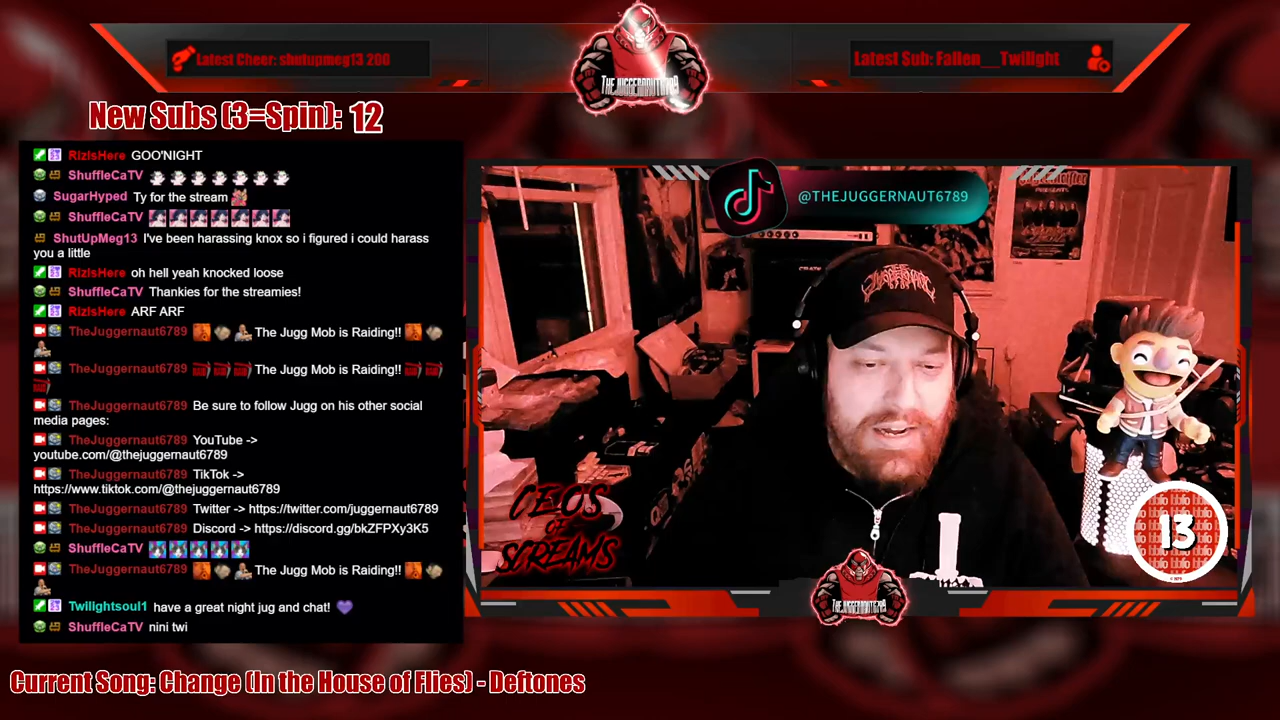 Latest Cheer: shutupmeg13 200
THEJUGGERNAUT6789
Latest Sub: Fallen__Twilight
New Subs (3=Spin): 12
RizIsHere GOO'NIGHT
ShuffleCaTV
SugarHyped Ty for the stream
ShuffleCaTV
ShutUpMeg13 I've been harassing knox so i figured i could harass
you a little
RizIsHere oh hell yeah knocked loose
ShuffleCaTV Thankies for the streamies!
RizIsHere ARF ARF
TheJuggernaut6789 The Jugg Mob is Raiding!!
TheJuggernaut6789 The Jugg Mob is Raiding!!
TheJuggernaut6789 Be sure to follow Jugg on his other social
media pages:
TheJuggernaut6789 YouTube ->
youtube.com/@thejuggernaut6789
TheJuggernaut6789 TikTok ->
https://www.tiktok.com/@thejuggernaut6789
TheJuggernaut6789 Twitter -> https://twitter.com/juggernaut6789
TheJuggernaut6789 Discord -> https://discord.gg/bkZFPXy3K5
ShuffleCaTV
TheJuggernaut6789 The Jugg Mob is Raiding!!
Twilightsoul1 have a great night jug and chat!
ShuffleCaTV nini twi
@THEJUGGERNAUT6789
CEOS
OF
SCREAMS
13
THEJUGGERNAUT6789
Current Song: Change (In the House of Flies) - Deftones